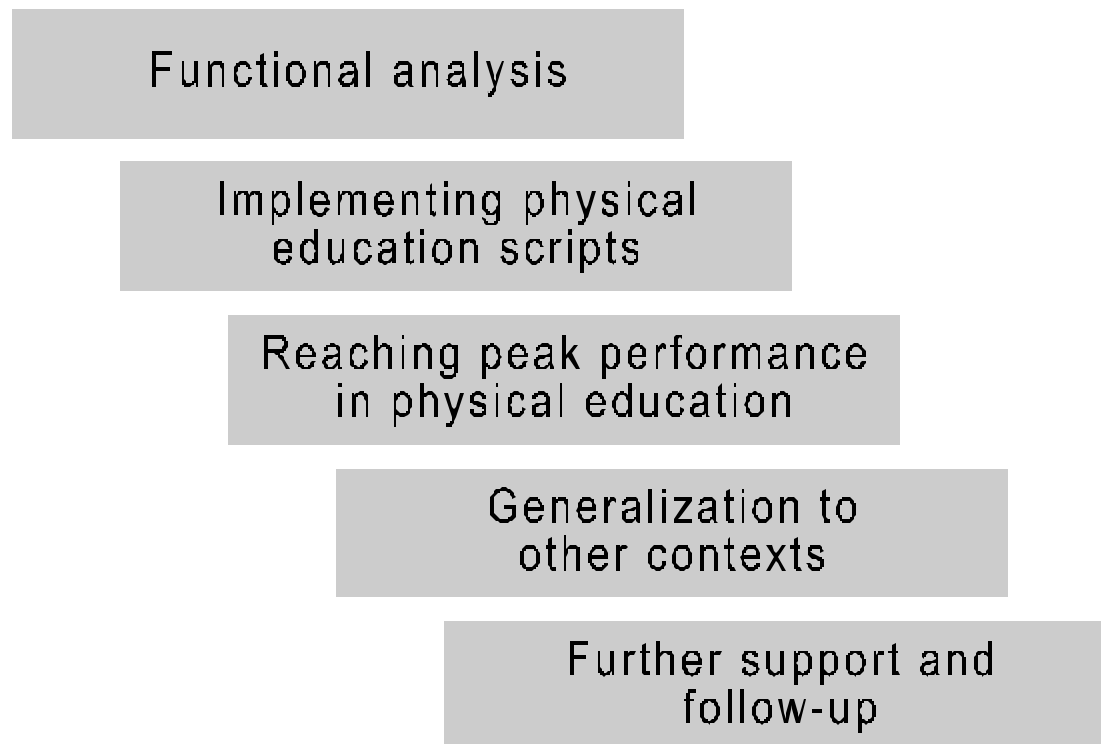 Functional analysis
Implementing physical
education scripts
Reaching peak performance
in physical education
Generalization to
other contexts
Further support and
follow-up